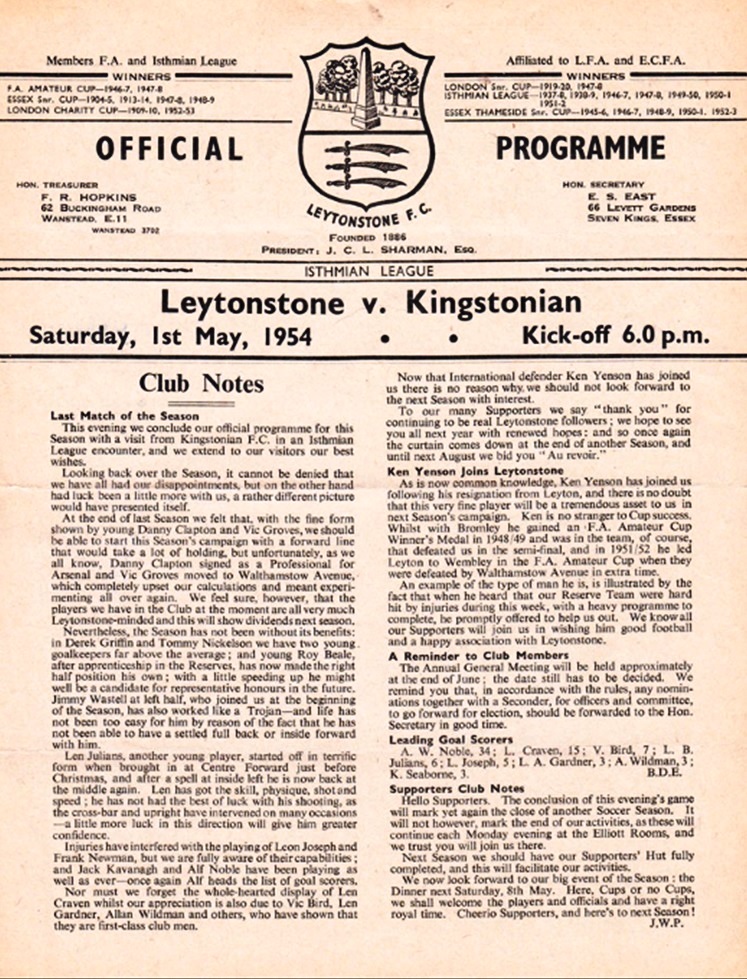 Members F.A. and Isthmian League
WINNERS
F.A. AMATEUR CUP—1946-7, 1947-8
ESSEX Snr. CUP—1904-5, 1913-14, 1947-8, 1948-9
LONDON CHARITY CUP—1909-10, 1952-53
Affiliated to L.F.A. and E.C.F.A.
WINNERS
LONDON Snr. CUP—1919-20, 1947-8
ISTHMIAN LEAGUE—1937-8, 1938-9, 1946-7, 1947-8, 1949-50, 1950-1
1951-2
ESSEX THAMESIDE Snr. CUP—1945-6, 1946-7, 1948-9, 1950-1, 1952-3
OFFICIAL PROGRAMME
HON. TREASURER
F. R. HOPKINS
62 BUCKINGHAM ROAD
WANSTEAD, E.11
WANSTEAD 3702
HON. SECRETARY
E. S. EAST
66 LEVETT GARDENS
SEVEN KINGS, ESSEX
LEYTONSTONE F.C.
FOUNDED 1886
PRESIDENT: J. C. L. SHARMAN, ESQ.
ISTHMIAN LEAGUE
Leytonstone v. Kingstonian
Saturday, 1st May, 1954 • • Kick-off 6.0 p.m.
Club Notes
Last Match of the Season
This evening we conclude our official programme for this
Season with a visit from Kingstonian F.C. in an Isthmian
League encounter, and we extend to our visitors our best
wishes.
Looking back over the Season, it cannot be denied that
we have all had our disappointments, but on the other hand
had luck been a little more with us, a rather different picture
would have presented itself.
At the end of last Season we felt that, with the fine form
shown by young Danny Clapton and Vic Groves, we should
be able to start this Season's campaign with a forward line
that would take a lot of holding, but unfortunately, as we
all know, Danny Clapton signed as a Professional for
Arsenal and Vic Groves moved to Walthamstow Avenue,
which completely upset our calculations and meant experi-
menting all over again. We feel sure, however, that the
players we have in the Club at the moment are all very much
Leytonstone-minded and this will show dividends next season.
Nevertheless, the Season has not been without its benefits:
in Derek Griffin and Tommy Nickelson we have two young
goalkeepers far above the average; and young Roy Beale,
after apprenticeship in the Reserves, has now made the right
half position his own; with a little speeding up he might
well be a candidate for representative honours in the future.
Jimmy Wastell at left half, who joined us at the beginning
of the Season, has also worked like a Trojan—and life has
not been too easy for him by reason of the fact that he has
not been able to have a settled full back or inside forward
with him.
Len Julians, another young player, started off in terrific
form when brought in at Centre Forward just before
Christmas, and after a spell at inside left he is now back at
the middle again. Len has got the skill, physique, shot and
speed; he has not had the best of luck with his shooting, as
the cross-bar and upright have intervened on many occasions
—a little more luck in this direction will give him greater
confidence.
Injuries have interfered with the playing of Leon Joseph and
Frank Newman, but we are fully aware of their capabilities;
and Jack Kavanagh and Alf Noble have been playing as
well as ever—once again Alf heads the list of goal scorers.
Nor must we forget the whole-hearted display of Len
Craven whilst our appreciation is also due to Vic Bird, Len
Gardner, Allan Wildman and others, who have shown that
they are first-class club men.
Now that International defender Ken Yenson has joined
us there is no reason why we should not look forward to
the next Season with interest.
To our many Supporters we say "thank you" for
continuing to be real Leytonstone followers; we hope to see
you all next year with renewed hopes: and so once again
the curtain comes down at the end of another Season, and
until next August we bid you "Au revoir."
Ken Yenson Joins Leytonstone
As is now common knowledge, Ken Yenson has joined us
following his resignation from Leyton, and there is no doubt
that this very fine player will be a tremendous asset to us in
next Season's campaign. Ken is no stranger to Cup success.
Whilst with Bromley he gained an F.A. Amateur Cup
Winner's Medal in 1948/49 and was in the team, of course,
that defeated us in the semi-final, and in 1951/52 he led
Leyton to Wembley in the F.A. Amateur Cup when they
were defeated by Walthamstow Avenue in extra time.
An example of the type of man he is, is illustrated by the
fact that when he heard that our Reserve Team were hard
hit by injuries during this week, with a heavy programme to
complete, he promptly offered to help us out. We know all
our Supporters will join us in wishing him good football
and a happy association with Leytonstone.
A Reminder to Club Members
The Annual General Meeting will be held approximately
at the end of June; the date still has to be decided. We
remind you that, in accordance with the rules, any nomin-
ations together with a Seconder, for officers and committee,
to go forward for election, should be forwarded to the Hon.
Secretary in good time.
Leading Goal Scorers
A. W. Noble, 34; L. Craven, 15; V. Bird, 7; L. B.
Julians, 6; L. Joseph, 5; L. A. Gardner, 3; A. Wildman, 3;
K. Seaborne, 3. B.D.E.
Supporters Club Notes
Hello Supporters. The conclusion of this evening's game
will mark yet again the close of another Soccer Season. It
will not however, mark the end of our activities, as these will
continue each Monday evening at the Elliott Rooms, and
we trust you will join us there.
Next Season we should have our Supporters' Hut fully
completed, and this will facilitate our activities.
We now look forward to our big event of the Season: the
Dinner next Saturday, 8th May. Here, Cups or no Cups,
we shall welcome the players and officials and have a right
royal time. Cheerio Supporters, and here's to next Season!
J.W.P.